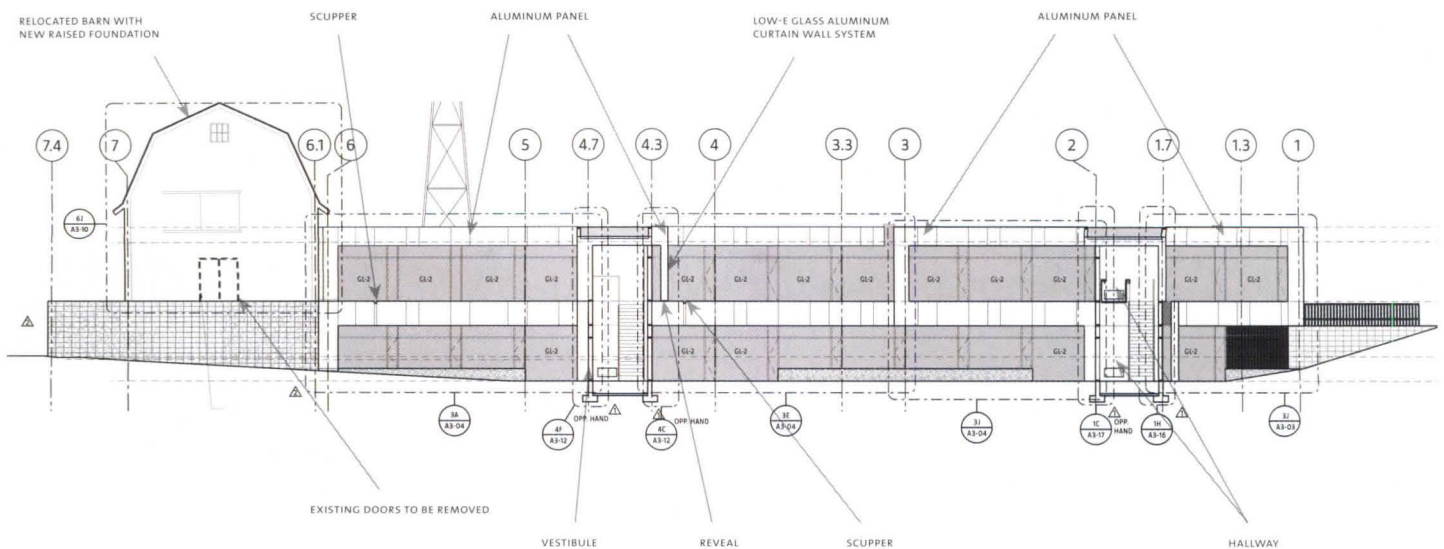 RELOCATED BARN WITH
NEW RAISED FOUNDATION
SCUPPER
ALUMINUM PANEL
LOW-E GLASS ALUMINUM
CURTAIN WALL SYSTEM
ALUMINUM PANEL
7.4
7
6.1
6
5
4.7
4.3
4
3.3
3
2
1.7
1.3
1
6J
A3-10
GL-2 GL-2 GL-2 GL-2 GL-2 GL-2 GL-2 GL-2 GL-2 GL-2 GL-2 GL-2 GL-2 GL-2
2
GL-2 GL-2 GL-2 GL-2 GL-2
2
3A
A3-04
4F
A3-12
1
OPP. HAND
4C
A3-12
OPP. HAND
3E
A3-04
3J
A3-04
1C
A3-17
1
OPP.
HAND
1H
A3-16
1
3J
A3-03
EXISTING DOORS TO BE REMOVED
VESTIBULE
REVEAL
SCUPPER
HALLWAY